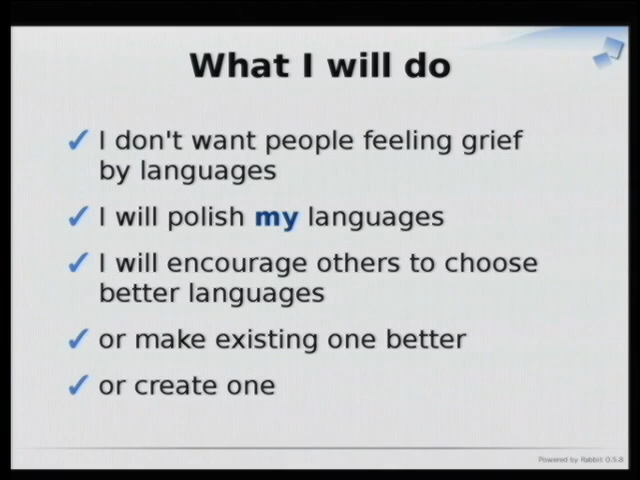 What I will do
✓ I don't want people feeling grief
by languages
✓ I will polish my languages
✓ I will encourage others to choose
better languages
✓ or make existing one better
✓ or create one
Powered by Rabbit 0.5.8